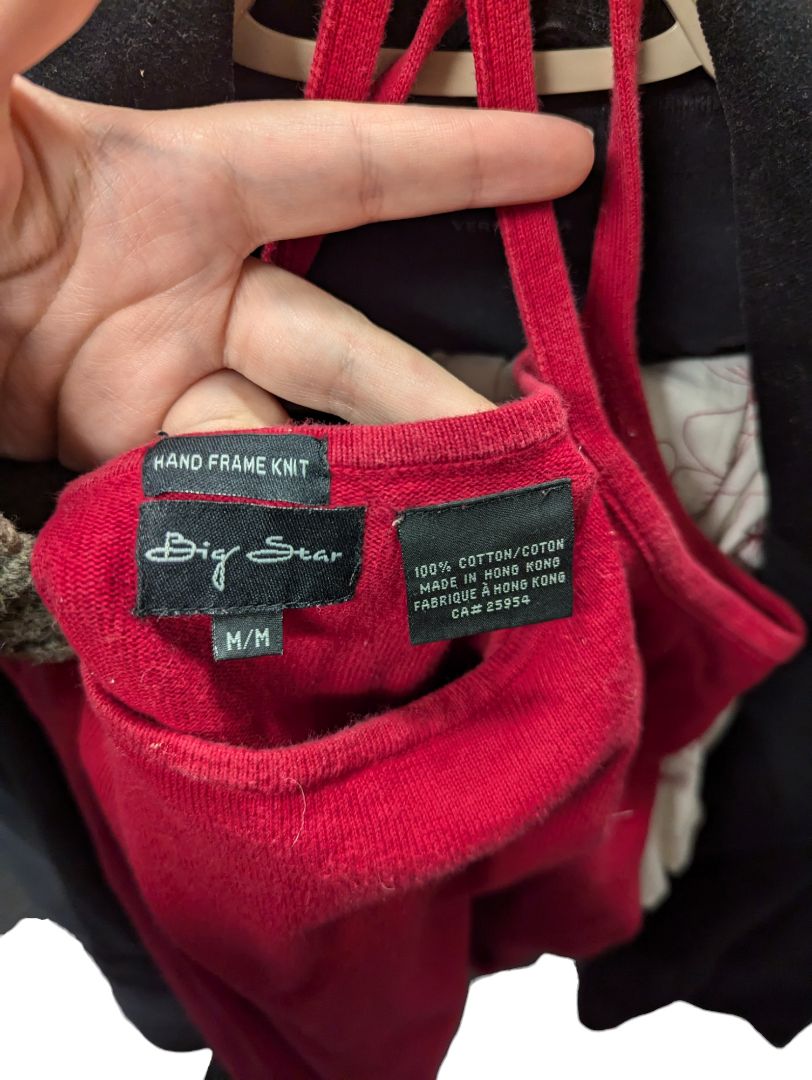 HAND FRAME KNIT
Big Star
M/M
100% COTTON/COTON
MADE IN HONG KONG
FABRIQUE À HONG KONG
CA# 25954